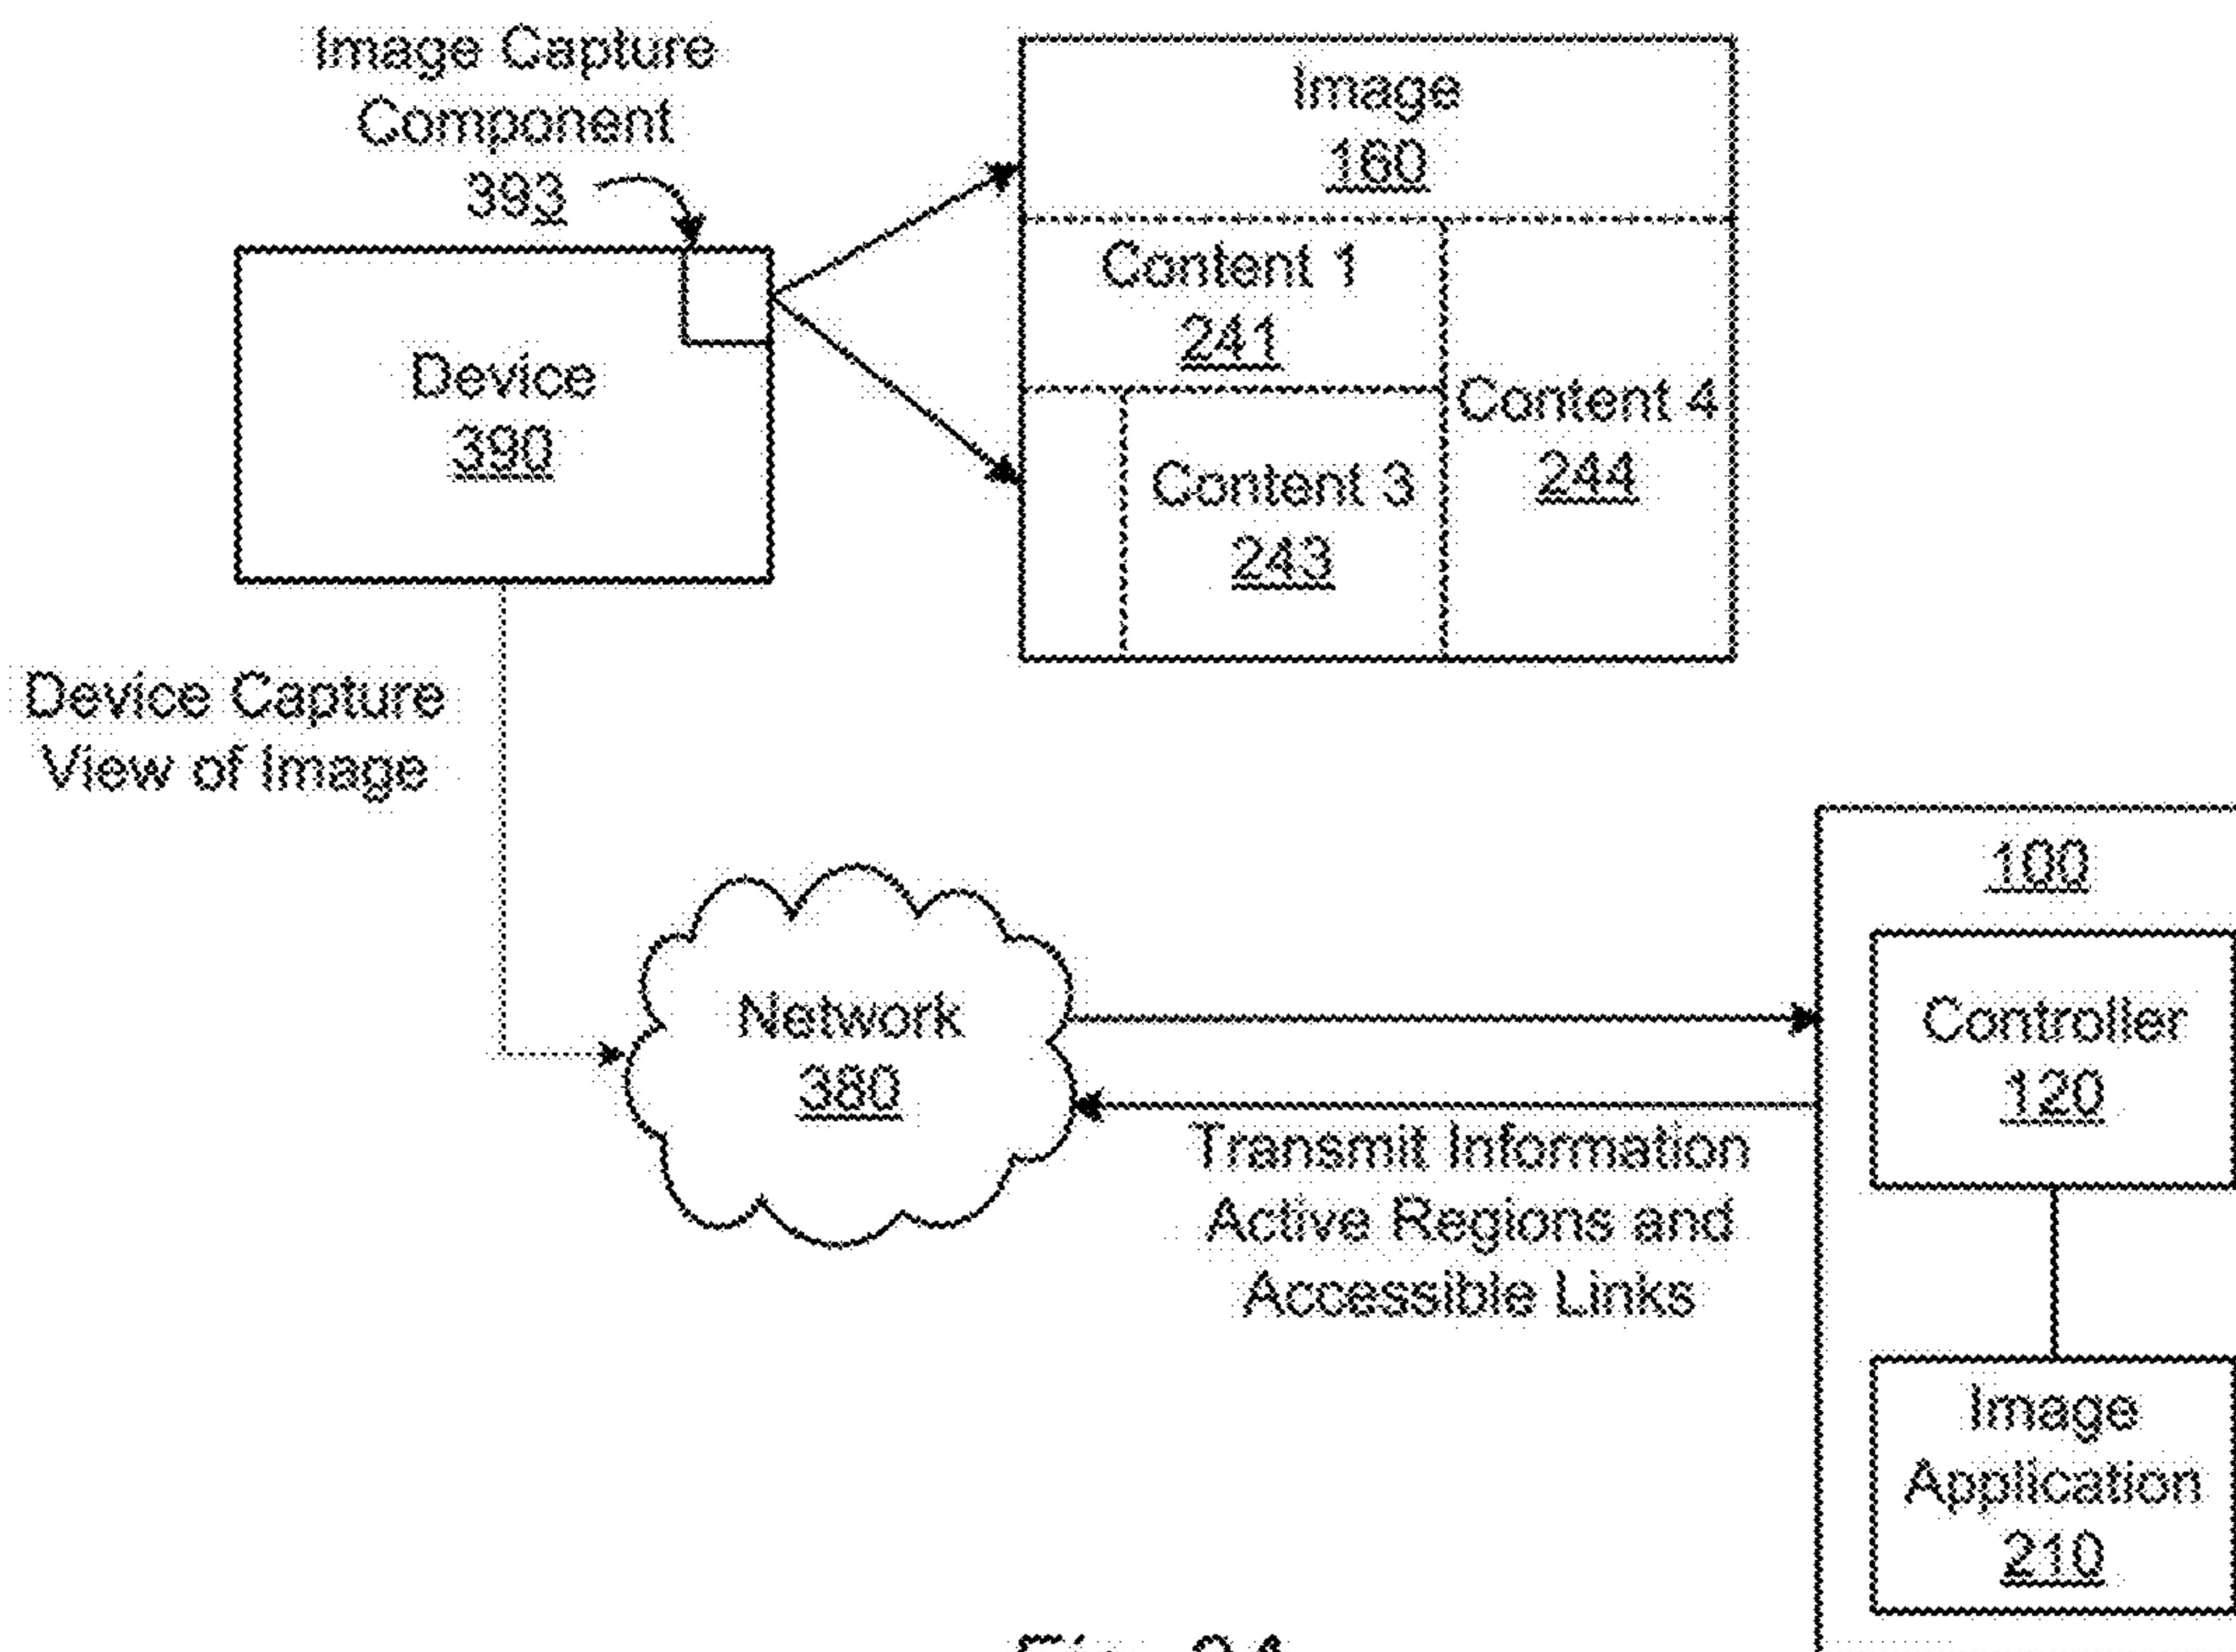 Image Capture
Component
393
Image
160
Content 1
241
Content 4
244
Content 3
243
Device
390
Device Capture
View of Image
Network
380
Transmit Information
Active Regions and
Accessible Links
100
Controller
120
Image
Application
210